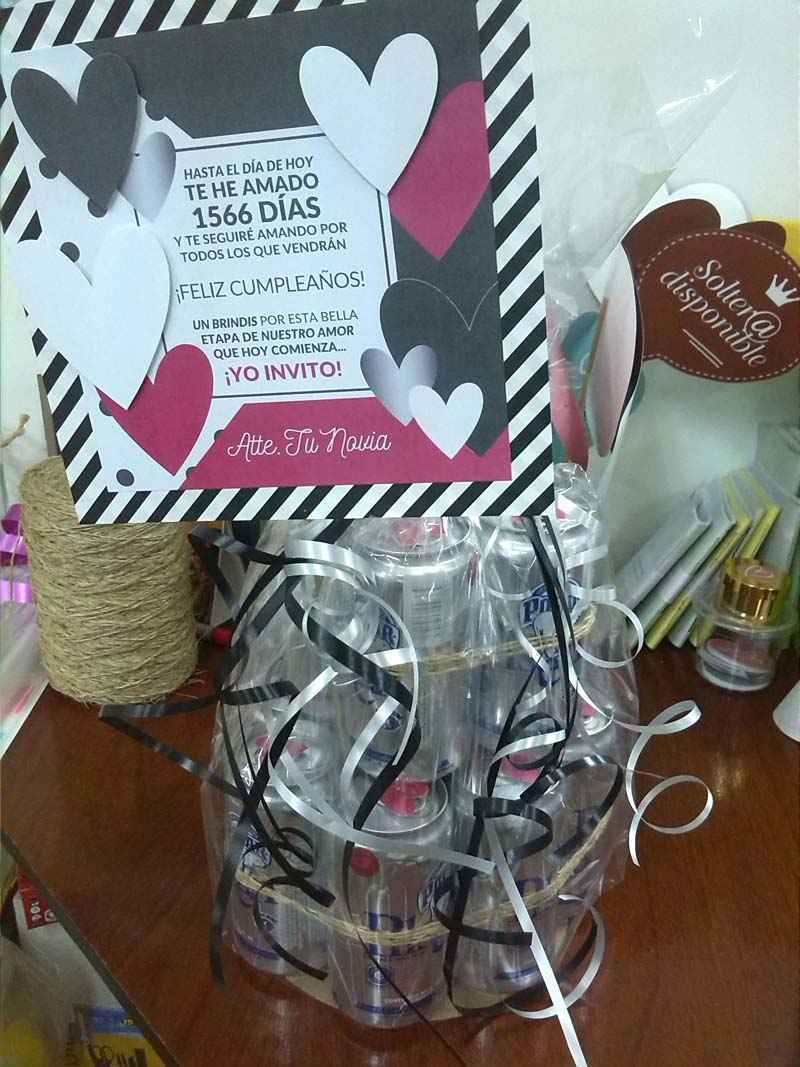 HASTA EL DÍA DE HOY
TE HE AMADO
1566 DÍAS
Y TE SEGUIRÉ AMANDO POR
TODOS LOS QUE VENDRÁN
¡FELIZ CUMPLEAÑOS!
UN BRINDIS POR ESTA BELLA
ETAPA DE NUESTRO AMOR
QUE HOY COMIENZA...
¡YO INVITO!
Atte. Tu Novia
Solter@
disponible